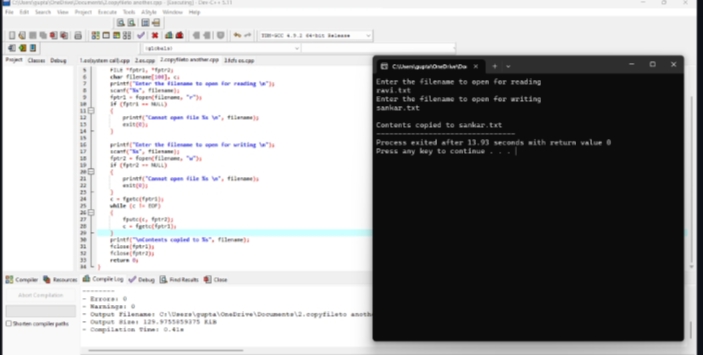 C:\Users\gupta\OneDrive\Documents\2.copyfileto another.cpp - [Executing] - Dev-C++ 5.11
File Edit Search View Project Execute Tools AStyle Window Help
TDM-GCC 4.9.2 64-bit Release
(globals)
Project Classes Debug
1.extsystem call.cpp 2.os.cpp 2.copyfileto another.cpp 3.fcfs os.cpp
5 FILE *fptr1, *fptr2;
6 char filename[100], c;
7 printf("Enter the filename to open for reading \n");
8 scanf("%s", filename);
9 fptr1 = fopen(filename, "r");
10 if (fptr1 == NULL)
11 {
12 printf("Cannot open file %s \n", filename);
13 exit(0);
14 }
15
16 printf("Enter the filename to open for writing \n");
17 scanf("%s", filename);
18 fptr2 = fopen(filename, "w");
19 if (fptr2 == NULL)
20 {
21 printf("Cannot open file %s \n", filename);
22 exit(0);
23 }
24 c = fgetc(fptr1);
25 while (c != EOF)
26 {
27 fputc(c, fptr2);
28 c = fgetc(fptr1);
29 }
30 printf("\nContents copied to %s", filename);
31 fclose(fptr1);
32 fclose(fptr2);
33 return 0;
34 }
C:\Users\gupta\OneDrive\Do
Enter the filename to open for reading
ravi.txt
Enter the filename to open for writing
sankar.txt
Contents copied to sankar.txt
--------------------------------
Process exited after 13.93 seconds with return value 0
Press any key to continue . . .
Compiler Resources Compile Log Debug Find Results Close
Abort Compilation
Shorten compiler paths
--------
- Errors: 0
- Warnings: 0
- Output Filename: C:\Users\gupta\OneDrive\Documents\2.copyfileto anoth
- Output Size: 129.9755859375 KiB
- Compilation Time: 0.41s